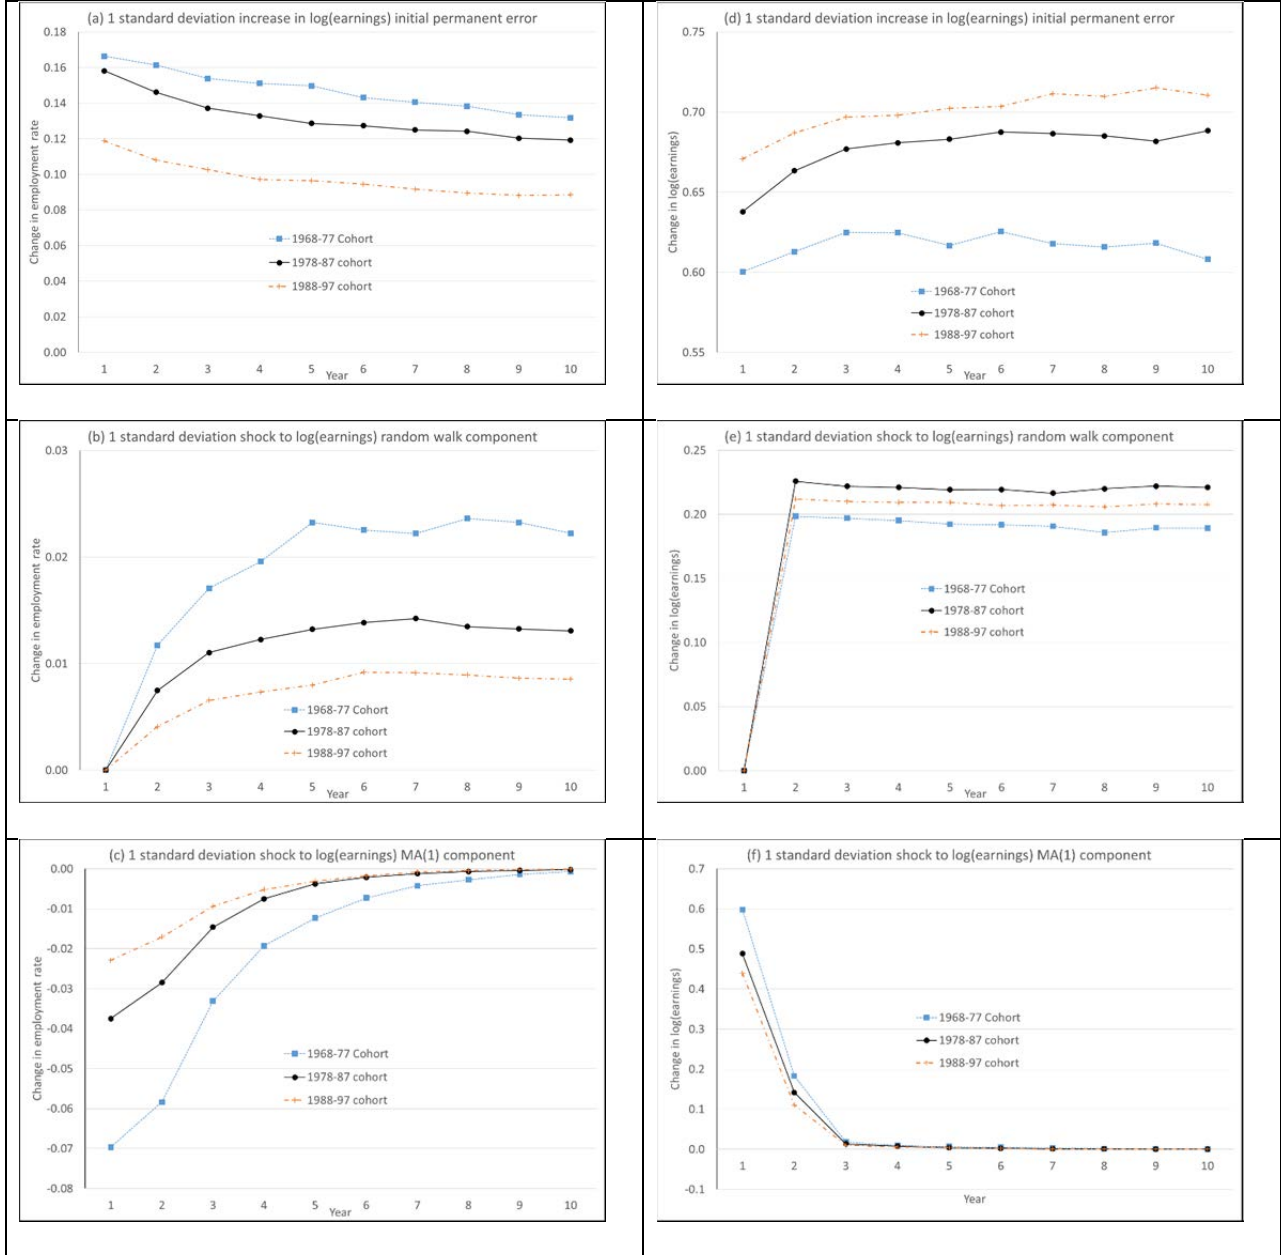 (a) 1 standard deviation increase in log(earnings) initial permanent error
0.18
0.16
0.14
0.12
0.10
0.08
0.06
0.04
0.02
0.00
Change in employment rate
1968-77 Cohort
1978-87 cohort
1988-97 cohort
1 2 3 4 5 6 7 8 9 10
Year
(d) 1 standard deviation increase in log(earnings) initial permanent error
0.75
0.70
0.65
0.60
0.55
Change in log(earnings)
1968-77 Cohort
1978-87 cohort
1988-97 cohort
1 2 3 4 5 6 7 8 9 10
Year
(b) 1 standard deviation shock to log(earnings) random walk component
0.03
0.02
0.01
0.00
Change in employment rate
1968-77 Cohort
1978-87 cohort
1988-97 cohort
1 2 3 4 5 6 7 8 9 10
Year
(e) 1 standard deviation shock to log(earnings) random walk component
0.25
0.20
0.15
0.10
0.05
0.00
Change in log(earnings)
1968-77 Cohort
1978-87 cohort
1988-97 cohort
1 2 3 4 5 6 7 8 9 10
Year
(c) 1 standard deviation shock to log(earnings) MA(1) component
0.00
-0.01
-0.02
-0.03
-0.04
-0.05
-0.06
-0.07
-0.08
Change in employment rate
1968-77 Cohort
1978-87 cohort
1988-97 cohort
1 2 3 4 5 6 7 8 9 10
Year
(f) 1 standard deviation shock to log(earnings) MA(1) component
0.7
0.6
0.5
0.4
0.3
0.2
0.1
0.0
-0.1
Change in log(earnings)
1968-77 Cohort
1978-87 cohort
1988-97 cohort
1 2 3 4 5 6 7 8 9 10
Year